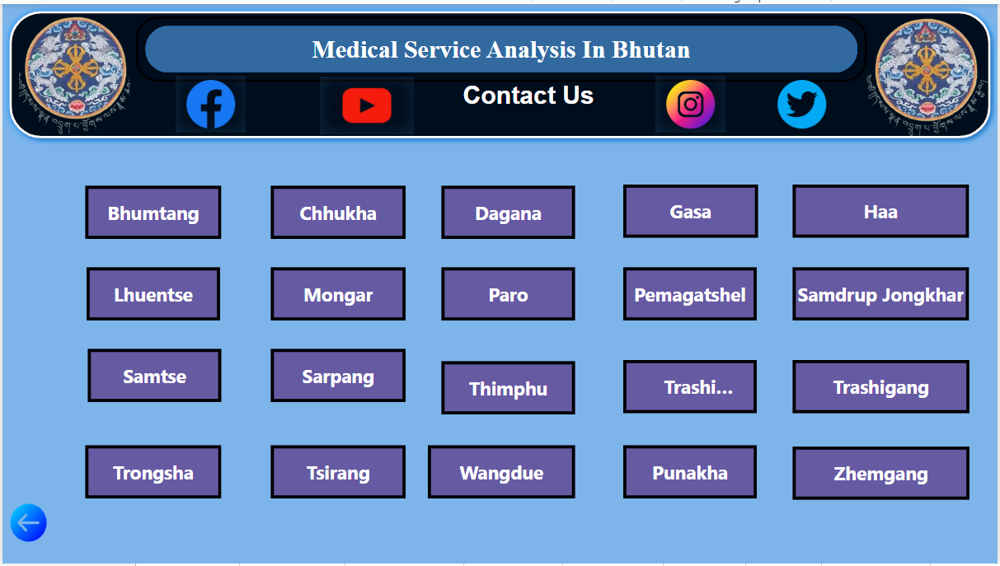 Medical Service Analysis In Bhutan
Contact Us
Bhumtang
Chhukha
Dagana
Gasa
Haa
Lhuentse
Mongar
Paro
Pemagatshel
Samdrup Jongkhar
Samtse
Sarpang
Thimphu
Trashi...
Trashigang
Trongsha
Tsirang
Wangdue
Punakha
Zhemgang